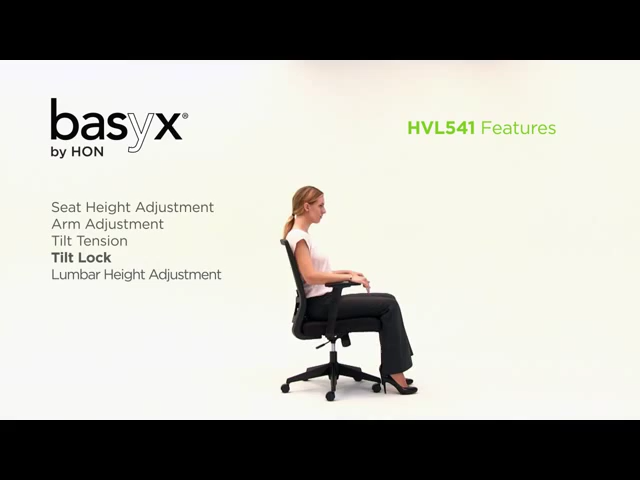 basyx®
by HON
HVL541 Features
Seat Height Adjustment
Arm Adjustment
Tilt Tension
Tilt Lock
Lumbar Height Adjustment